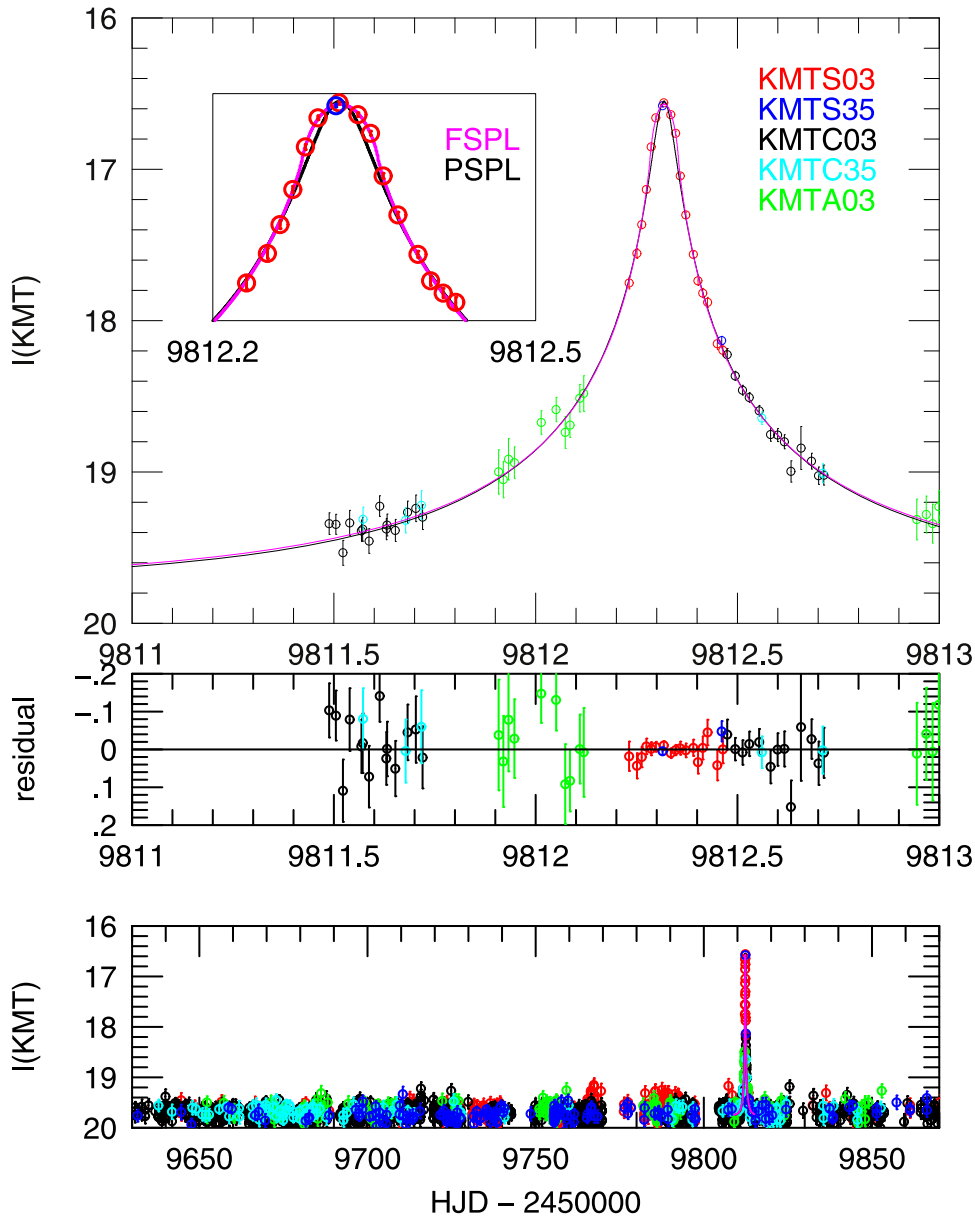 16
17
18
19
20
I(KMT)
KMTS03
KMTS35
KMTC03
KMTC35
KMTA03
FSPL
PSPL
9812.2
9812.5
9811
9811.5
9812
9812.5
9813
-.2
-.1
0
.1
.2
residual
9811
9811.5
9812
9812.5
9813
16
17
18
19
20
I(KMT)
9650
9700
9750
9800
9850
HJD − 2450000